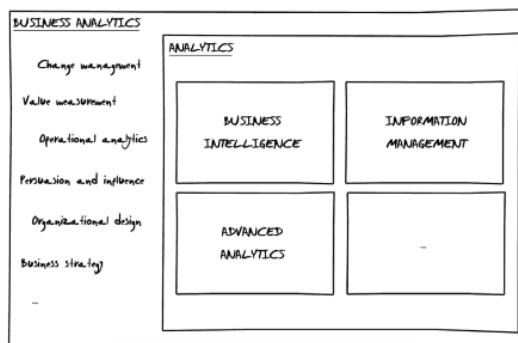 BUSINESS ANALYTICS
Change management
Value measurement
Operational analytics
Persuasion and influence
Organizational design
Business strategy
...
ANALYTICS
BUSINESS
INTELLIGENCE
INFORMATION
MANAGEMENT
ADVANCED
ANALYTICS
...